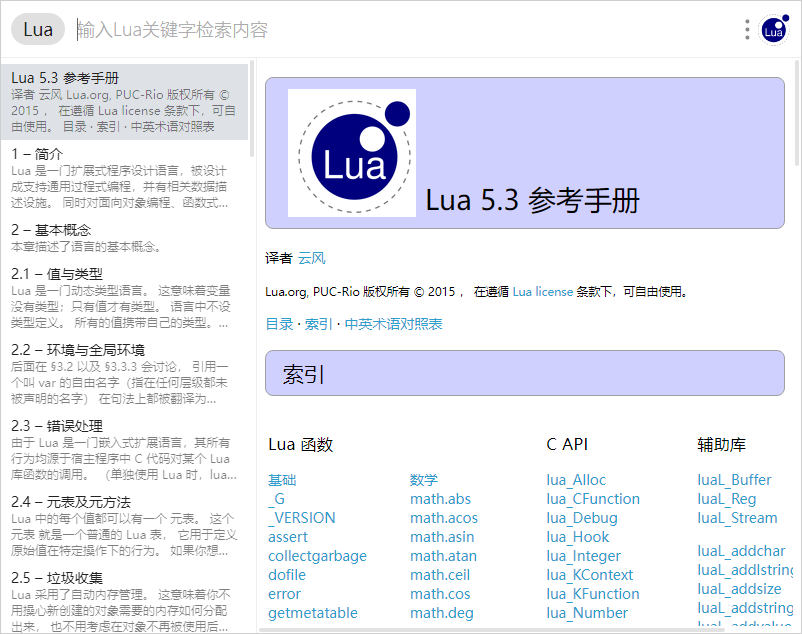 Lua
输入Lua关键字检索内容
Lua
Lua 5.3 参考手册
译者 云风 Lua.org, PUC-Rio 版权所有 ©
2015 ， 在遵循 Lua license 条款下，可自
由使用。 目录 · 索引 · 中英术语对照表
1 – 简介
Lua 是一门扩展式程序设计语言，被设计
成支持通用过程式编程，并有相关数据描
述设施。 同时对面向对象编程、函数式...
2 – 基本概念
本章描述了语言的基本概念。
2.1 – 值与类型
Lua 是一门动态类型语言。 这意味着变量
没有类型；只有值才有类型。 语言中不设
类型定义。 所有的值携带自己的类型。...
2.2 – 环境与全局环境
后面在 §3.2 以及 §3.3.3 会讨论， 引用一
个叫 var 的自由名字（指在任何层级都未
被声明的名字） 在句法上都被翻译为...
2.3 – 错误处理
由于 Lua 是一门嵌入式扩展语言，其所有
行为均源于宿主程序中 C 代码对某个 Lua
库函数的调用。 （单独使用 Lua 时，lua...
2.4 – 元表及元方法
Lua 中的每个值都可以有一个 元表。 这个
元表 就是一个普通的 Lua 表， 它用于定义
原始值在特定操作下的行为。 如果你想...
2.5 – 垃圾收集
Lua 采用了自动内存管理。 这意味着你不
用操心新创建的对象需要的内存如何分配
出来， 也不用考虑在对象不再被使用后...
Lua
Lua 5.3 参考手册
译者 云风
Lua.org, PUC-Rio 版权所有 © 2015 ， 在遵循 Lua license 条款下，可自由使用。
目录 · 索引 · 中英术语对照表
索引
Lua 函数
基础
_G
_VERSION
assert
collectgarbage
dofile
error
getmetatable
数学
math.abs
math.acos
math.asin
math.atan
math.ceil
math.cos
math.deg
C API
lua_Alloc
lua_CFunction
lua_Debug
lua_Hook
lua_Integer
lua_KContext
lua_KFunction
lua_Number
辅助库
luaL_Buffer
luaL_Reg
luaL_Stream
luaL_addchar
luaL_addlstring
luaL_addsize
luaL_addstring
luaL_addvalue